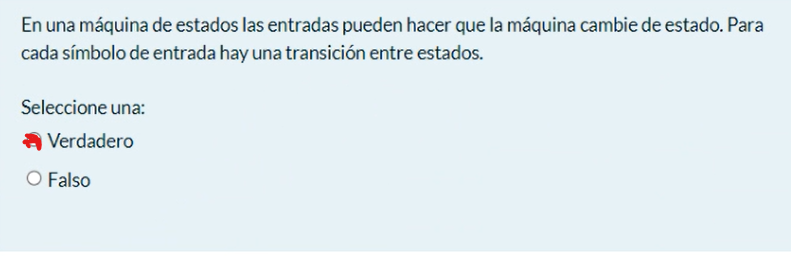 En una máquina de estados las entradas pueden hacer que la máquina cambie de estado. Para
cada símbolo de entrada hay una transición entre estados.
Seleccione una:
Verdadero
Falso